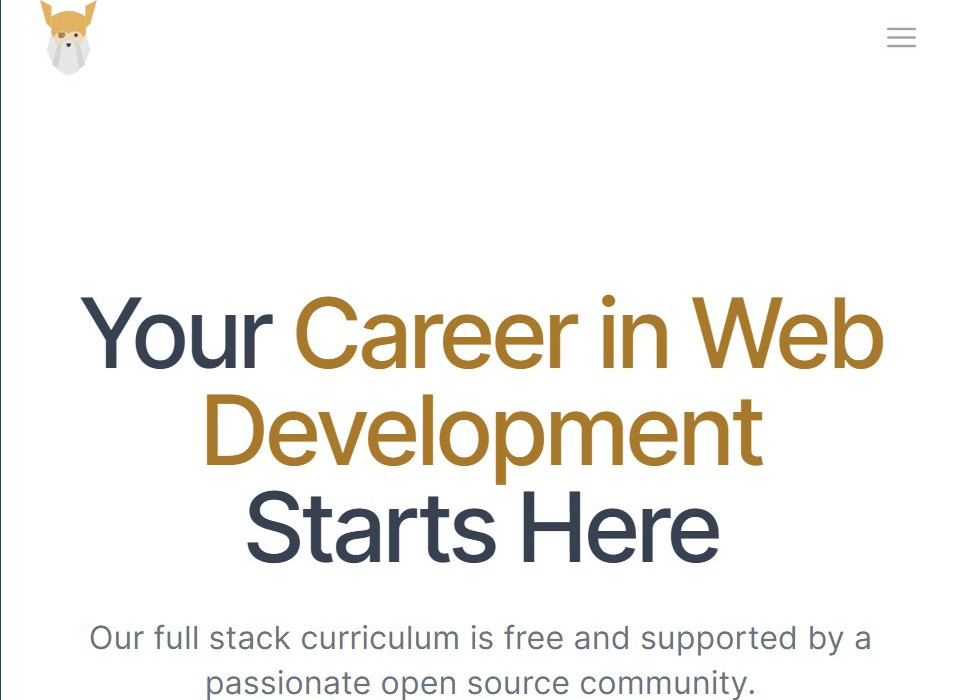 Your Career in Web
Development
Starts Here
Our full stack curriculum is free and supported by a
passionate open source community.